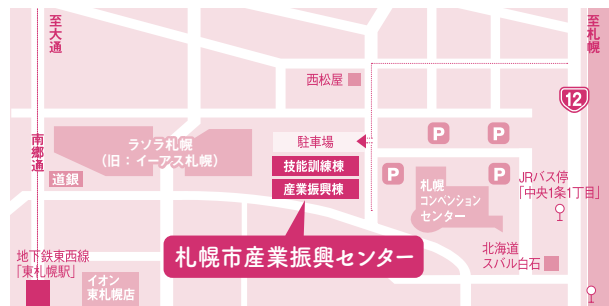 至大通
至札幌
西松屋
12
南郷通
ラソラ札幌
（旧：イーアス札幌）
道銀
駐車場
技能訓練棟
産業振興棟
P
P
P
P
札幌
コンベンション
センター
JRバス停
「中央1条1丁目」
札幌市産業振興センター
地下鉄東西線
「東札幌駅」
イオン
東札幌店
北海道
スバル白石